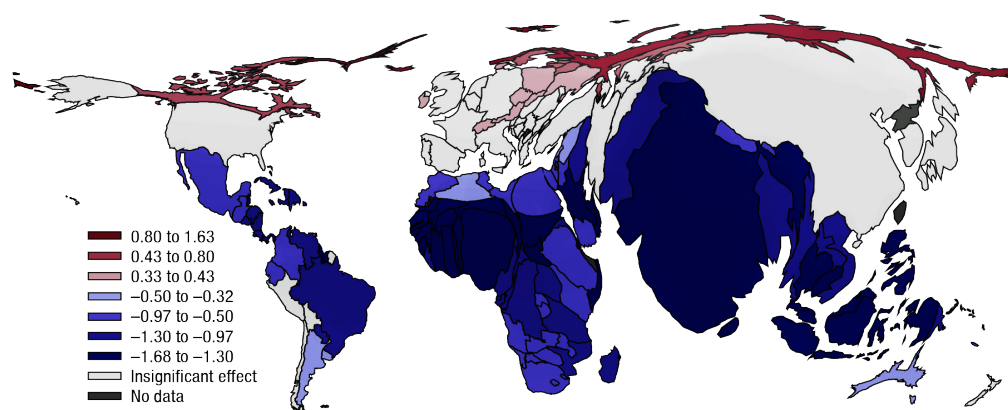 0.80 to 1.63
0.43 to 0.80
0.33 to 0.43
–0.50 to –0.32
–0.97 to –0.50
–1.30 to –0.97
–1.68 to –1.30
Insignificant effect
No data